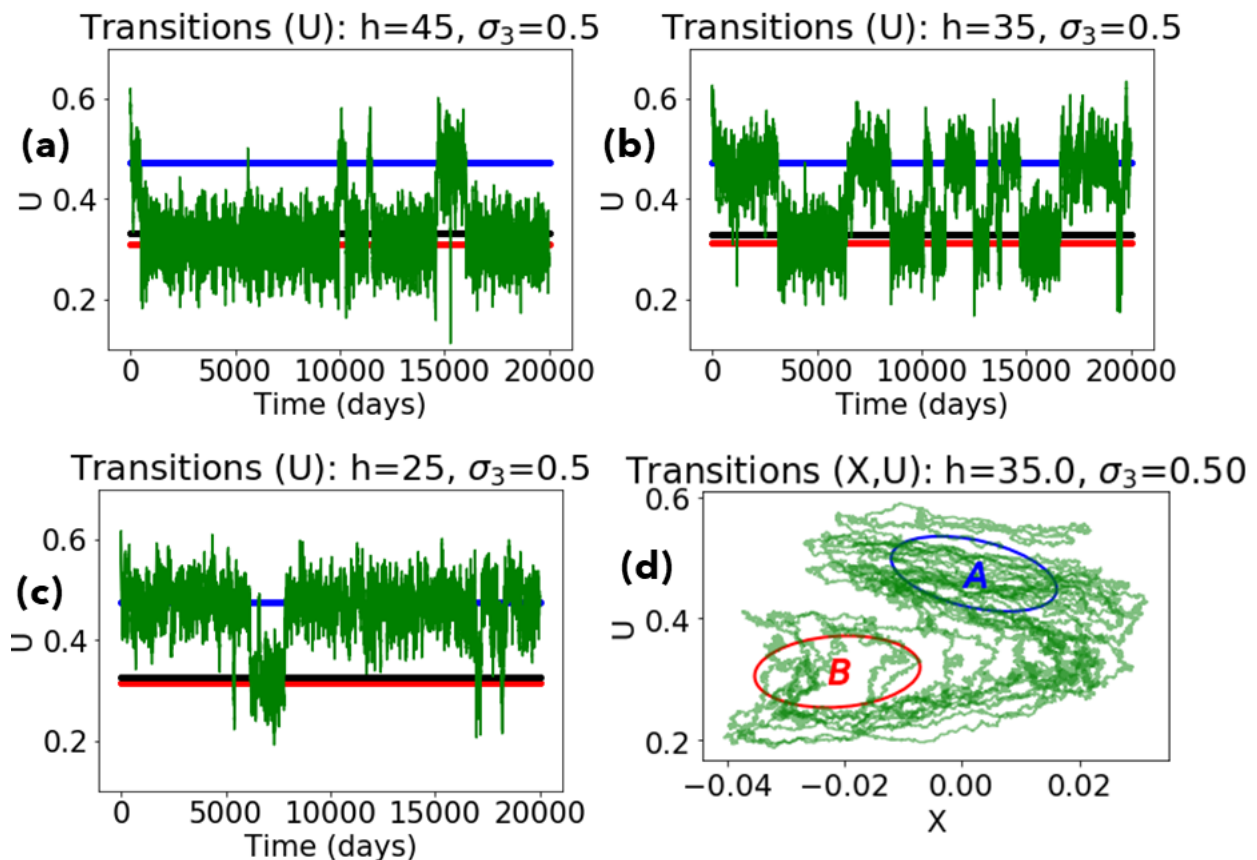 Transitions (U): h=45, σ₃=0.5
(a)
U
0.6
0.4
0.2
0 5000 10000 15000 20000
Time (days)
Transitions (U): h=35, σ₃=0.5
(b)
U
0.6
0.4
0.2
0 5000 10000 15000 20000
Time (days)
Transitions (U): h=25, σ₃=0.5
(c)
U
0.6
0.4
0.2
0 5000 10000 15000 20000
Time (days)
Transitions (X,U): h=35.0, σ₃=0.50
(d)
U
0.6
0.4
0.2
A
B
−0.04 −0.02 0.00 0.02
X